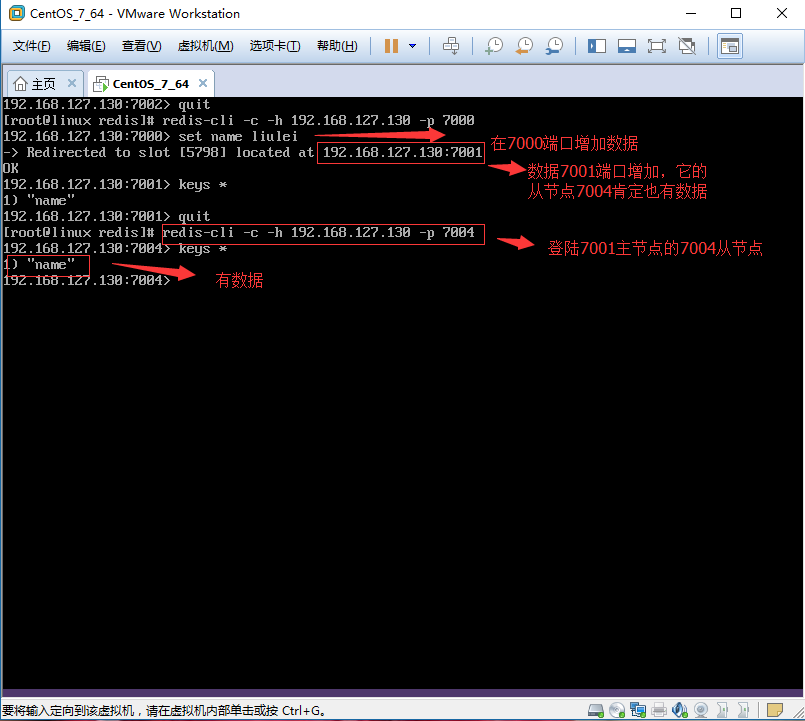 CentOS_7_64 - VMware Workstation
文件(F) 编辑(E) 查看(V) 虚拟机(M) 选项卡(T) 帮助(H)
主页 CentOS_7_64
192.168.127.130:7002> quit
[root@linux redis]# redis-cli -c -h 192.168.127.130 -p 7000
192.168.127.130:7000> set name liulei
在7000端口增加数据
-> Redirected to slot [5798] located at 192.168.127.130:7001
OK
数据7001端口增加，它的
从节点7004肯定也有数据
192.168.127.130:7001> keys *
1) "name"
192.168.127.130:7001> quit
[root@linux redis]# redis-cli -c -h 192.168.127.130 -p 7004
登陆7001主节点的7004从节点
192.168.127.130:7004> keys *
1) "name"
有数据
192.168.127.130:7004>
要将输入定向到该虚拟机，请在虚拟机内部单击或按 Ctrl+G。